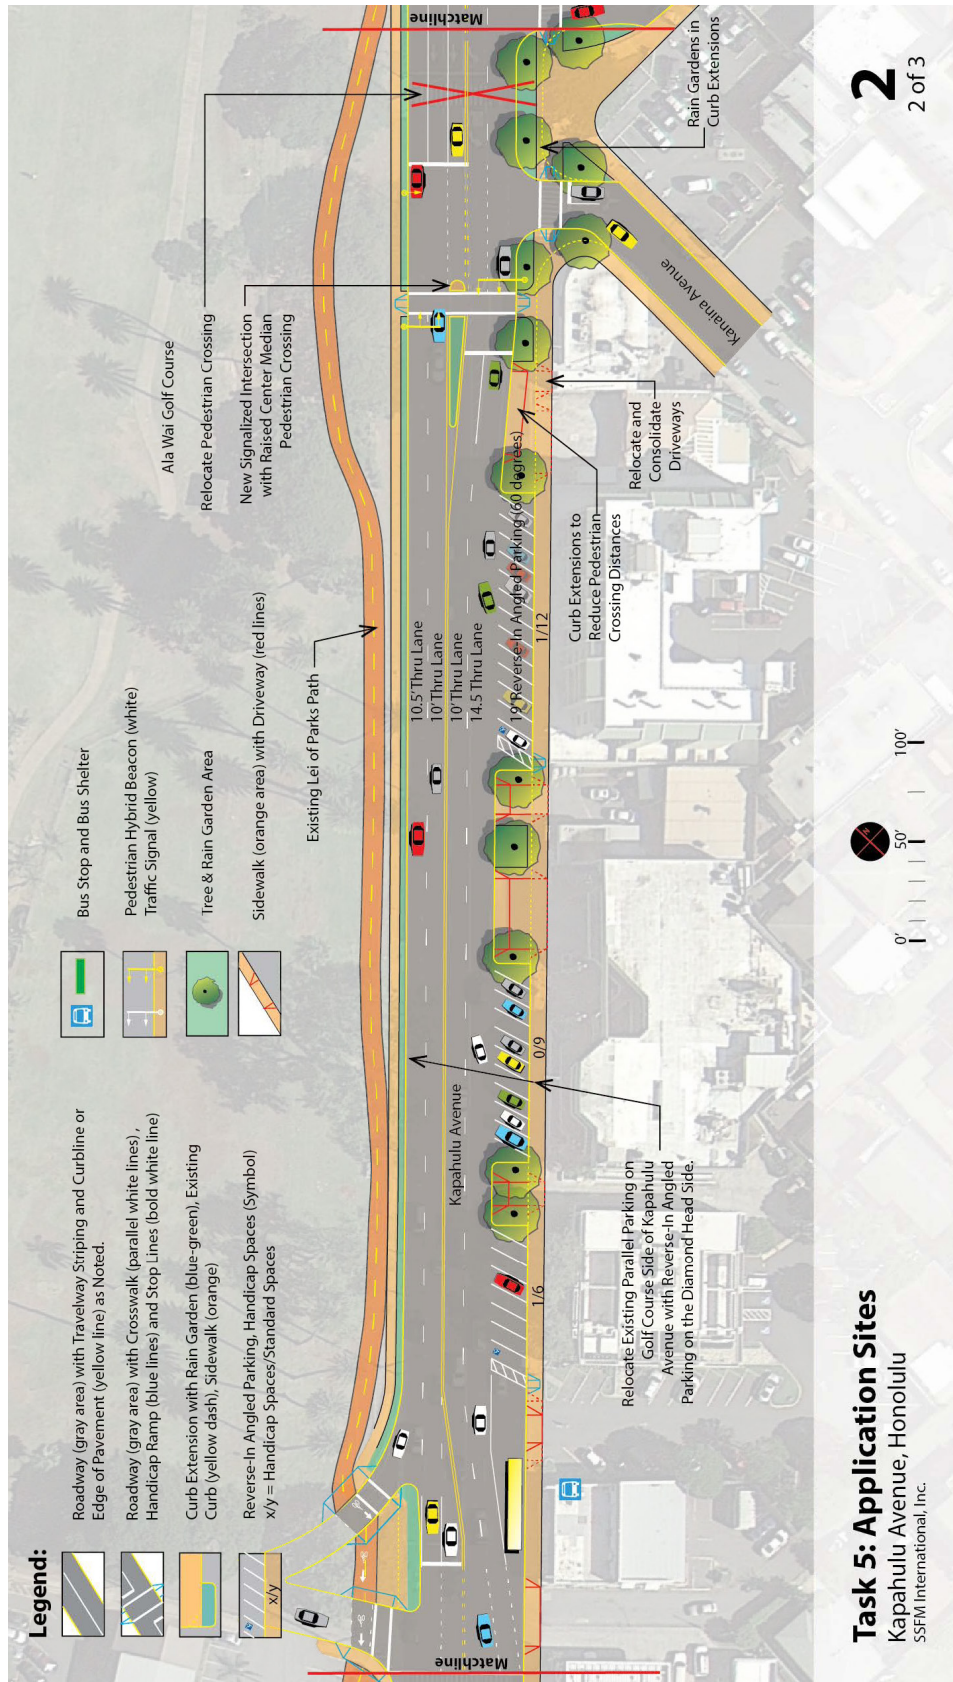 Legend:
Roadway (gray area) with Travelway Striping and Curbline or
Edge of Pavement (yellow line) as Noted.
Roadway (gray area) with Crosswalk (parallel white lines) ,
Handicap Ramp (blue lines) and Stop Lines (bold white line
Curb Extension with Rain Garden (blue-green), Existing
Curb (yellow dash), Sidewalk (orange)
x/y
Reverse-In Angled Parking, Handicap Spaces (Symbol)
x/y = Handicap Spaces/Standard Spaces
Bus Stop and Bus Shelter
Pedestrian Hybrid Beacon (white)
Traffic Signal (yellow)
Tree & Rain Garden Area
Sidewalk (orange area) with Driveway (red lines)
Existing Lei of Parks Path
Ala Wai Golf Course
Relocate Pedestrian Crossing
New Signalized Intersection
with Raised Center Median
Pedestrian Crossing
Matchline
Matchline
Kapahulu Avenue
10.5' Thru Lane
10' Thru Lane
10' Thru Lane
14.5 Thru Lane
19' Reverse-In Angled Parking (60 degrees)
1/6
0/9
1/12
Kanaina Avenue
Rain Gardens in
Curb Extensions
Relocate and
Consolidate
Driveways
Curb Extensions to
Reduce Pedestrian
Crossing Distances
Relocate Existing Parallel Parking on
Golf Course Side of Kapahulu
Avenue with Reverse-In Angled
Parking on the Diamond Head Side.
Task 5: Application Sites
Kapahulu Avenue, Honolulu
SSFM International, Inc.
N
0'
50'
100'
2
2 of 3